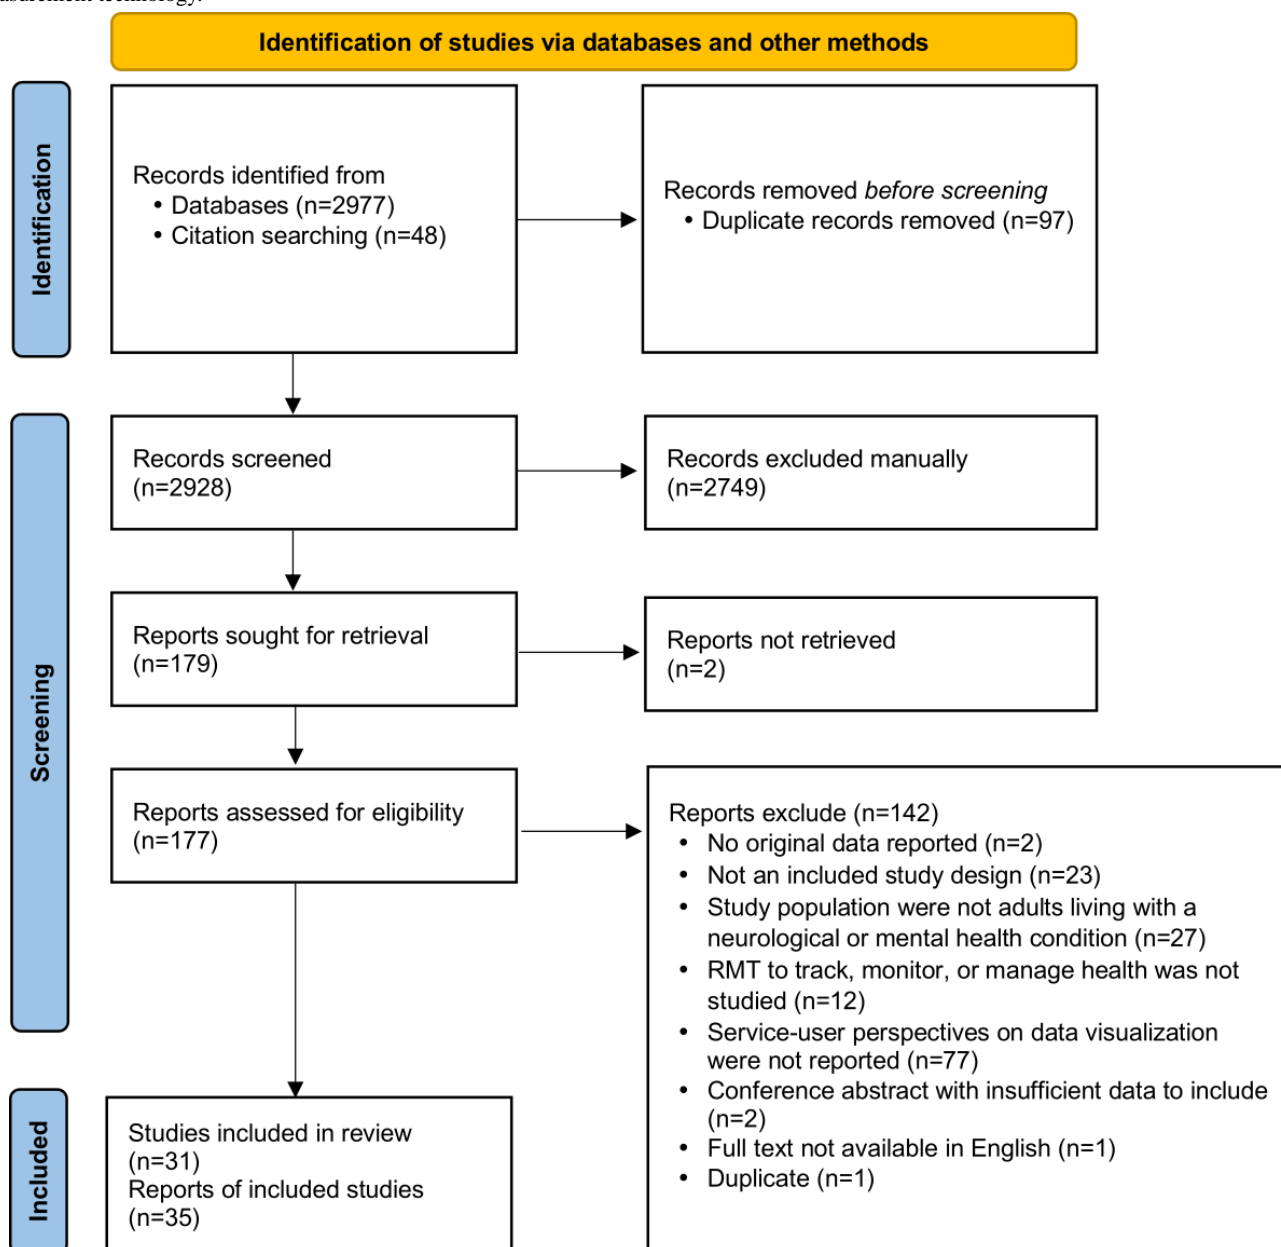 asurement technology.
Identification of studies via databases and other methods
Identification
Records identified from
• Databases (n=2977)
• Citation searching (n=48)
Records removed before screening
• Duplicate records removed (n=97)
Screening
Records screened
(n=2928)
Records excluded manually
(n=2749)
Reports sought for retrieval
(n=179)
Reports not retrieved
(n=2)
Reports assessed for eligibility
(n=177)
Reports exclude (n=142)
• No original data reported (n=2)
• Not an included study design (n=23)
• Study population were not adults living with a
neurological or mental health condition (n=27)
• RMT to track, monitor, or manage health was not
studied (n=12)
• Service-user perspectives on data visualization
were not reported (n=77)
• Conference abstract with insufficient data to include
(n=2)
• Full text not available in English (n=1)
• Duplicate (n=1)
Included
Studies included in review
(n=31)
Reports of included studies
(n=35)